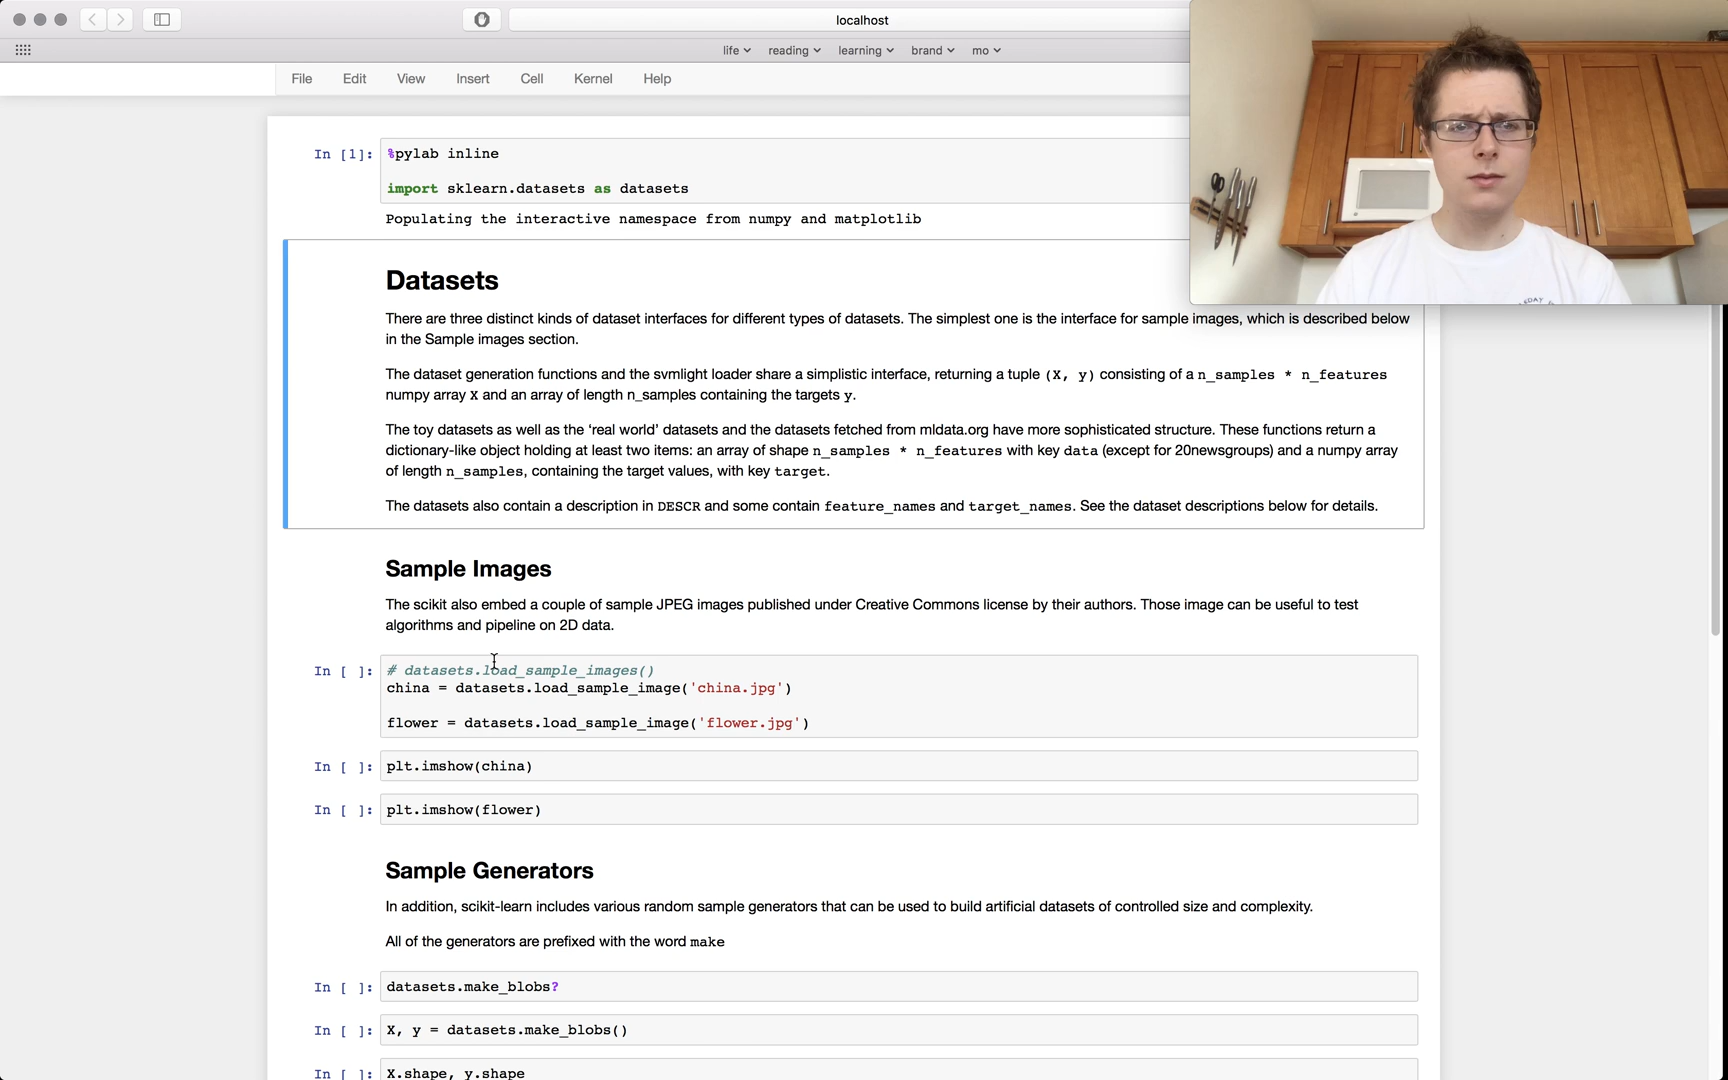 localhost
life reading learning brand mo
File Edit View Insert Cell Kernel Help
In [1]: %pylab inline
import sklearn.datasets as datasets
Populating the interactive namespace from numpy and matplotlib
Datasets
There are three distinct kinds of dataset interfaces for different types of datasets. The simplest one is the interface for sample images, which is described below
in the Sample images section.
The dataset generation functions and the svmlight loader share a simplistic interface, returning a tuple (X, y) consisting of a n_samples * n_features
numpy array X and an array of length n_samples containing the targets y.
The toy datasets as well as the ‘real world’ datasets and the datasets fetched from mldata.org have more sophisticated structure. These functions return a
dictionary-like object holding at least two items: an array of shape n_samples * n_features with key data (except for 20newsgroups) and a numpy array
of length n_samples, containing the target values, with key target.
The datasets also contain a description in DESCR and some contain feature_names and target_names. See the dataset descriptions below for details.
Sample Images
The scikit also embed a couple of sample JPEG images published under Creative Commons license by their authors. Those image can be useful to test
algorithms and pipeline on 2D data.
In [ ]: # datasets.load_sample_images()
china = datasets.load_sample_image('china.jpg')
flower = datasets.load_sample_image('flower.jpg')
In [ ]: plt.imshow(china)
In [ ]: plt.imshow(flower)
Sample Generators
In addition, scikit-learn includes various random sample generators that can be used to build artificial datasets of controlled size and complexity.
All of the generators are prefixed with the word make
In [ ]: datasets.make_blobs?
In [ ]: X, y = datasets.make_blobs()
In [ ]: X.shape, y.shape